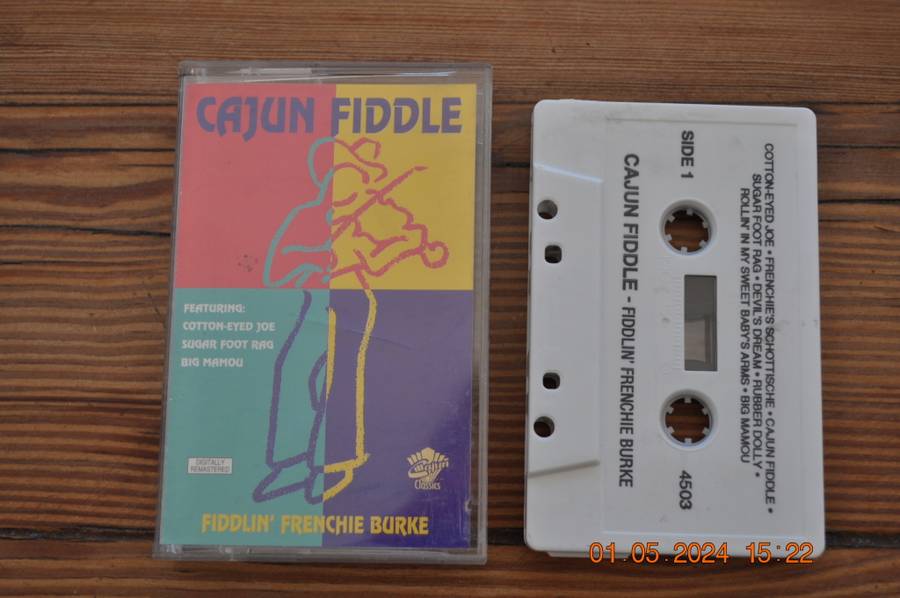 CAJUN FIDDLE
FEATURING:
COTTON-EYED JOE
SUGAR FOOT RAG
BIG MAMOU
DIGITALLY
REMASTERED
Cajun
Classics
FIDDLIN' FRENCHIE BURKE
COTTON-EYED JOE • FRENCHIE'S SCHOTTISCHE • CAJUN FIDDLE •
SUGAR FOOT RAG • DEVIL'S DREAM • RUBBER DOLLY •
ROLLIN' IN MY SWEET BABY'S ARMS • BIG MAMOU
SIDE 1
4503
CAJUN FIDDLE - FIDDLIN' FRENCHIE BURKE
01.05.2024 15:22